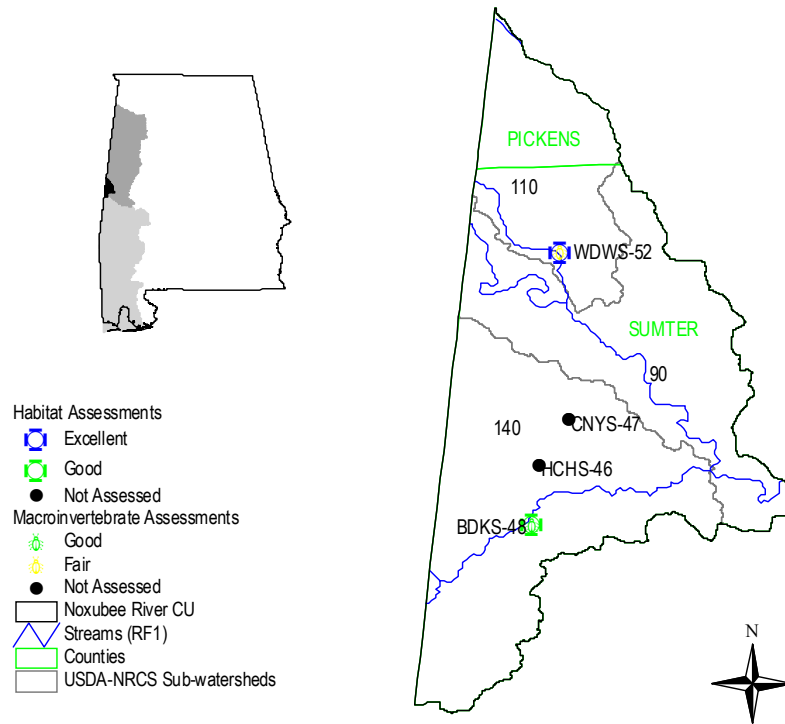 PICKENS
110
WDWS-52
SUMTER
90
140
CNYS-47
HCHS-46
BDKS-48
Habitat Assessments
Excellent
Good
Not Assessed
Macroinvertebrate Assessments
Good
Fair
Not Assessed
Noxubee River CU
Streams (RF1)
Counties
USDA-NRCS Sub-watersheds
N